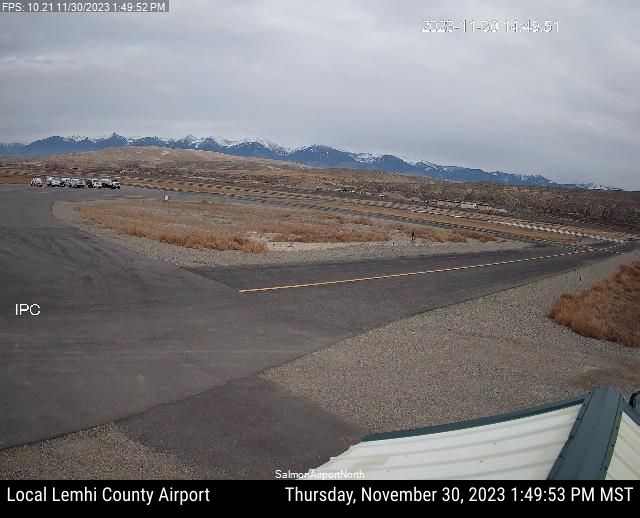 FPS: 10.21 11/30/2023 1:49:52 PM
2023-11-30 14:49:51
IPC
SalmonAirportNorth
Local Lemhi County Airport Thursday, November 30, 2023 1:49:53 PM MST